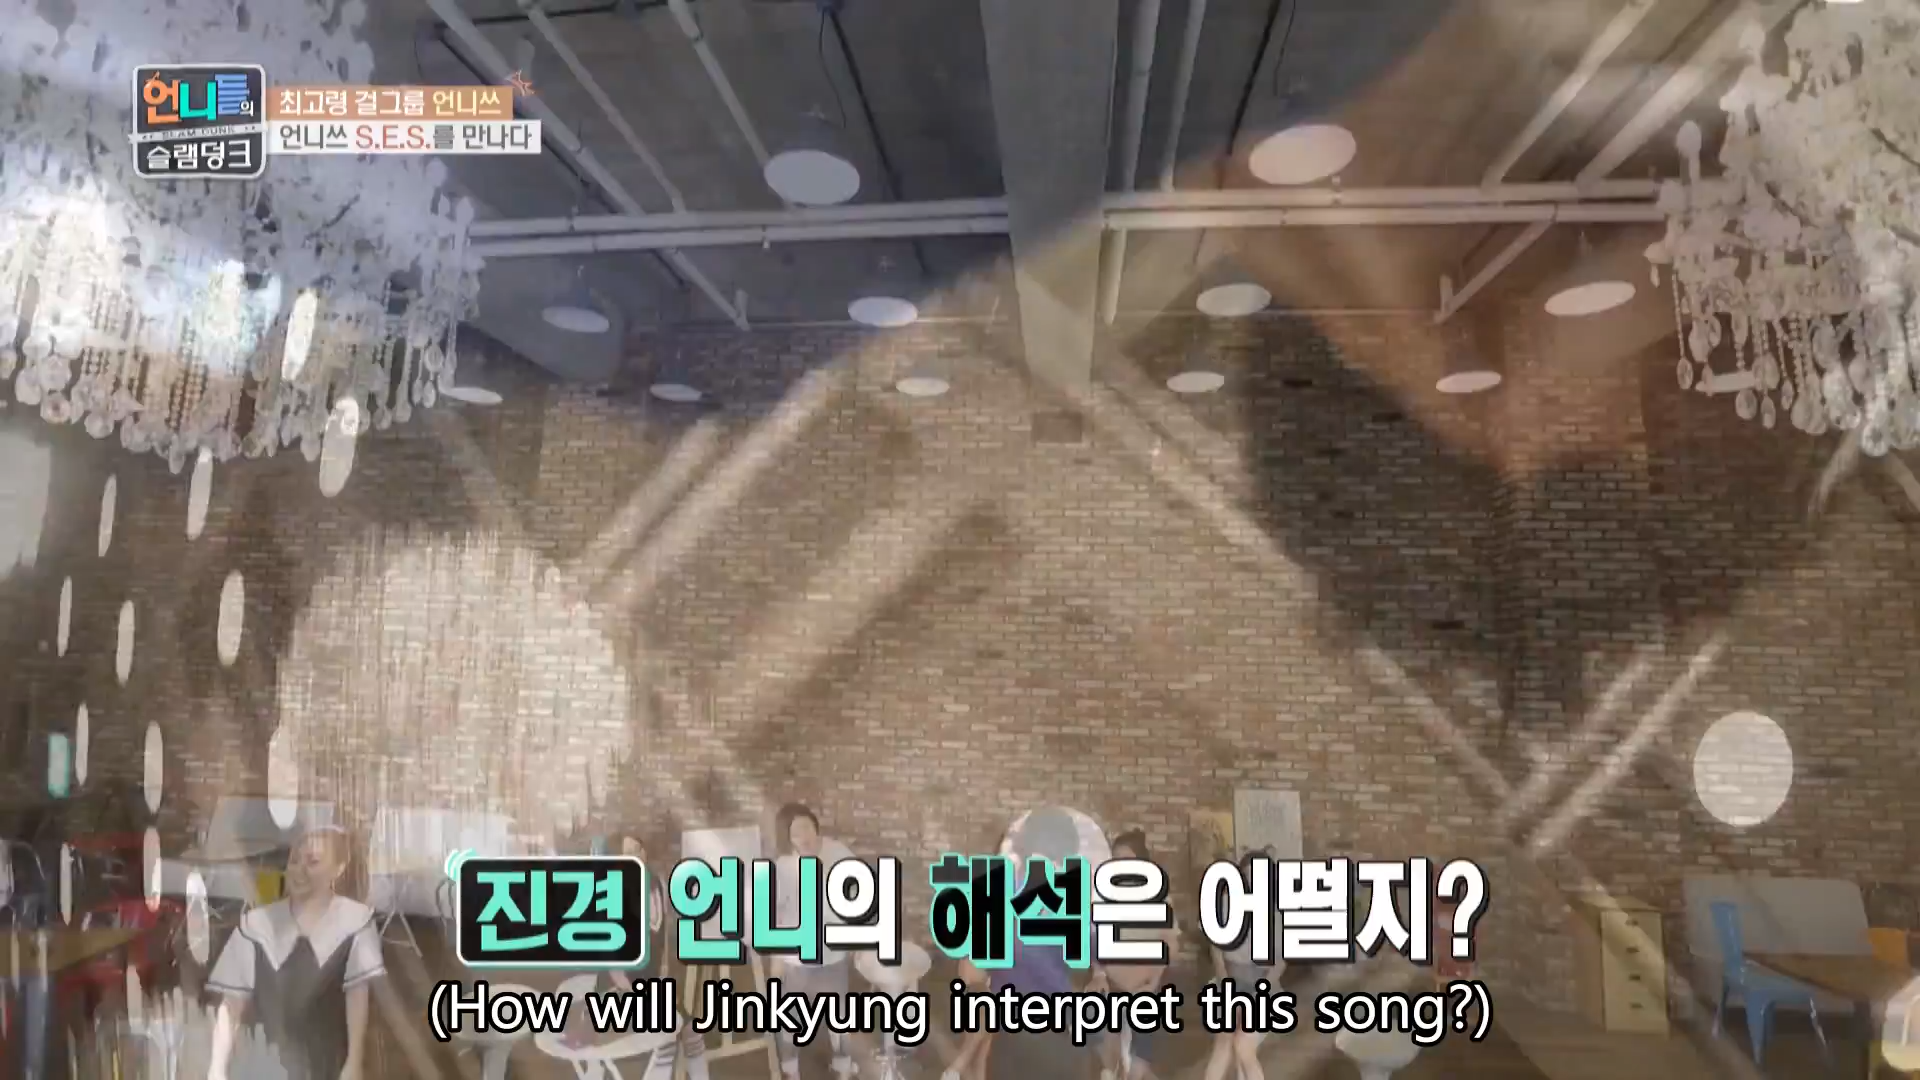 언니들의
SLAM DUNK
슬램덩크
최고령 걸그룹 언니쓰
언니쓰 S.E.S.를 만나다
진경 언니의 해석은 어떨지?
(How will Jinkyung interpret this song?)